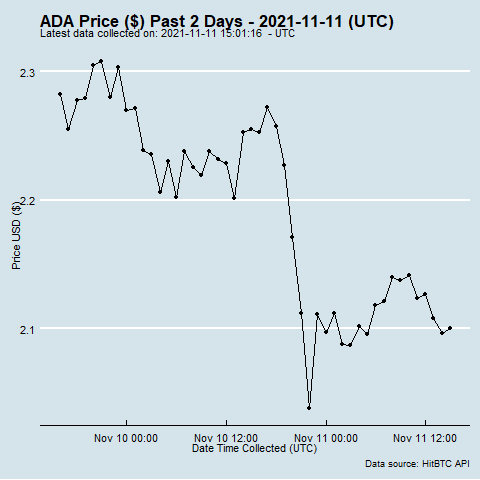 ADA Price ($) Past 2 Days - 2021-11-11 (UTC)
Latest data collected on: 2021-11-11 15:01:16 - UTC
2.3
2.2
2.1
Price USD ($)
Nov 10 00:00 Nov 10 12:00 Nov 11 00:00 Nov 11 12:00
Date Time Collected (UTC)
Data source: HitBTC API